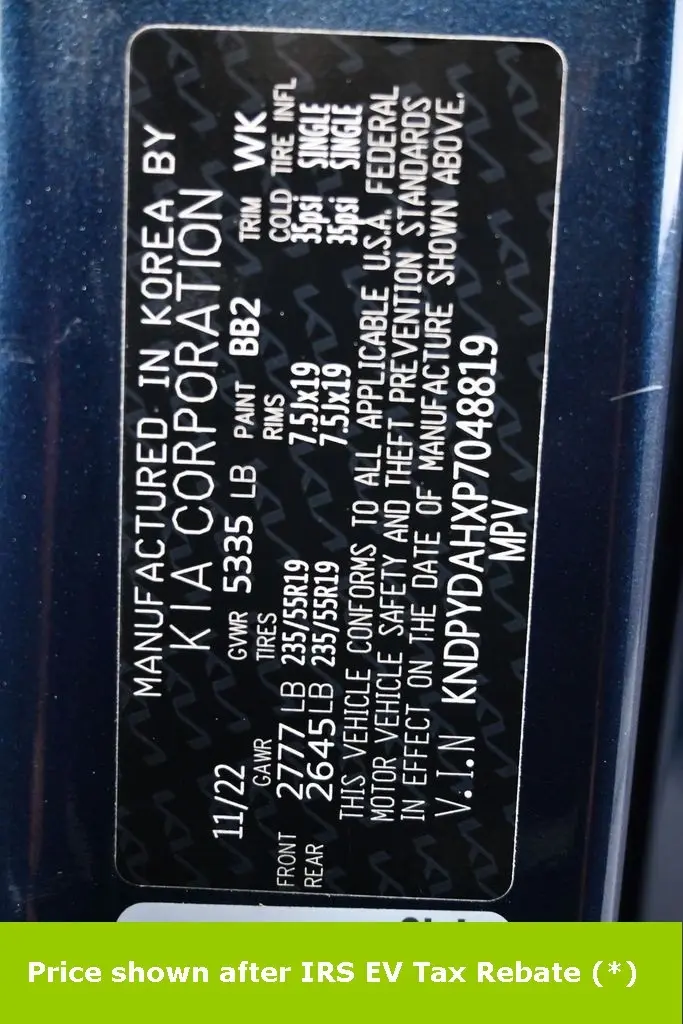 MANUFACTURED IN KOREA BY
KIA CORPORATION
11/22 GVWR 5335 LB PAINT BB2 TRIM WK
GAWR TIRES RIMS COLD TIRE INFL
FRONT 2777 LB 235/55R19 7.5Jx19 35psi SINGLE
REAR 2645 LB 235/55R19 7.5Jx19 35psi SINGLE
THIS VEHICLE CONFORMS TO ALL APPLICABLE U.S.A. FEDERAL
MOTOR VEHICLE SAFETY AND THEFT PREVENTION STANDARDS
IN EFFECT ON THE DATE OF MANUFACTURE SHOWN ABOVE.
V.I.N KNDPYDAHXP7048819
MPV
Price shown after IRS EV Tax Rebate (*)